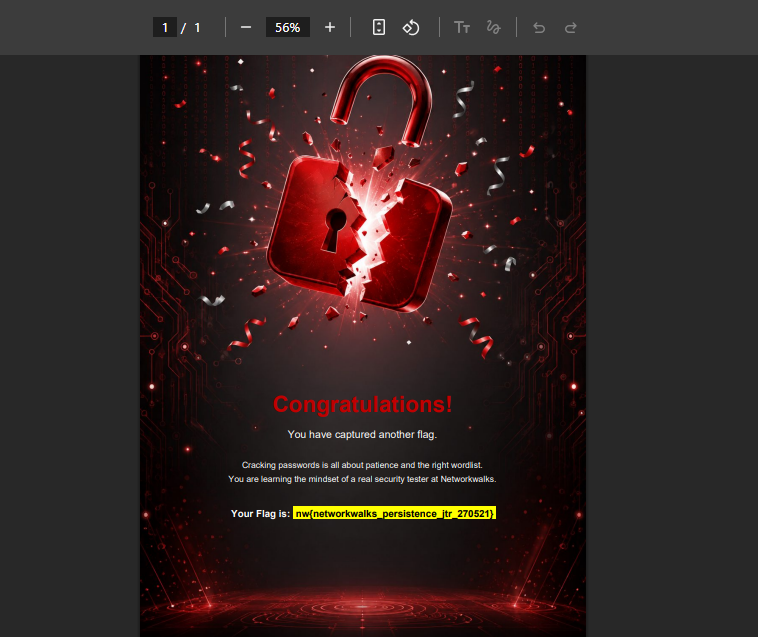 1 / 1
56%
Congratulations!
You have captured another flag.
Cracking passwords is all about patience and the right wordlist.
You are learning the mindset of a real security tester at Networkwalks.
Your Flag is: nw{networkwalks_persistence_jtr_270521}